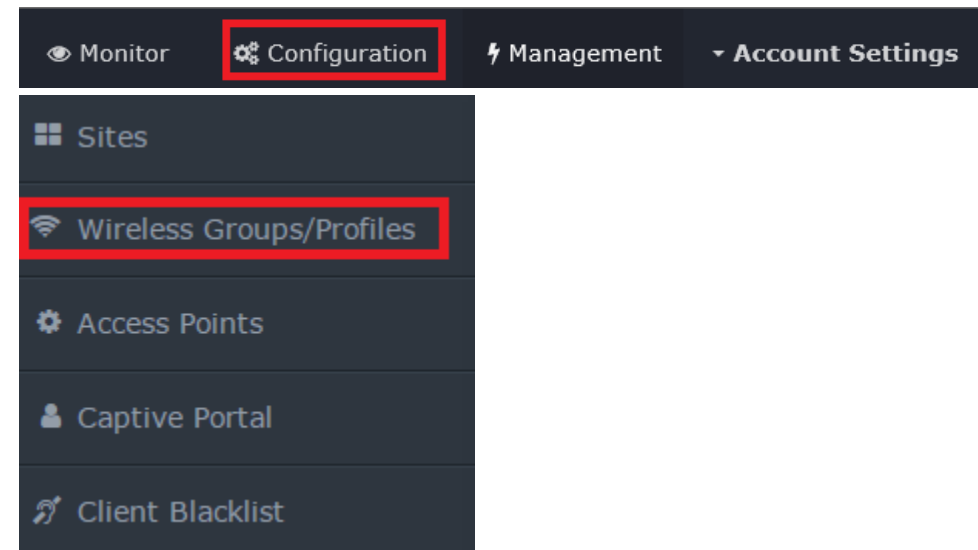 Monitor Configuration Management Account Settings
Sites
Wireless Groups/Profiles
Access Points
Captive Portal
Client Blacklist